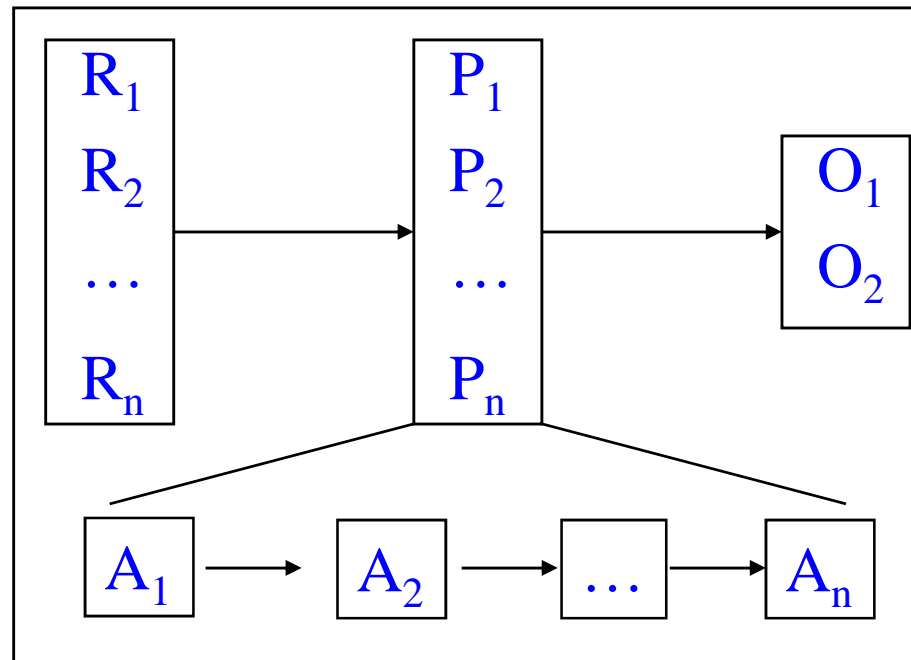 R₁
R₂
…
Rₙ
P₁
P₂
…
Pₙ
O₁
O₂
A₁
A₂
…
Aₙ